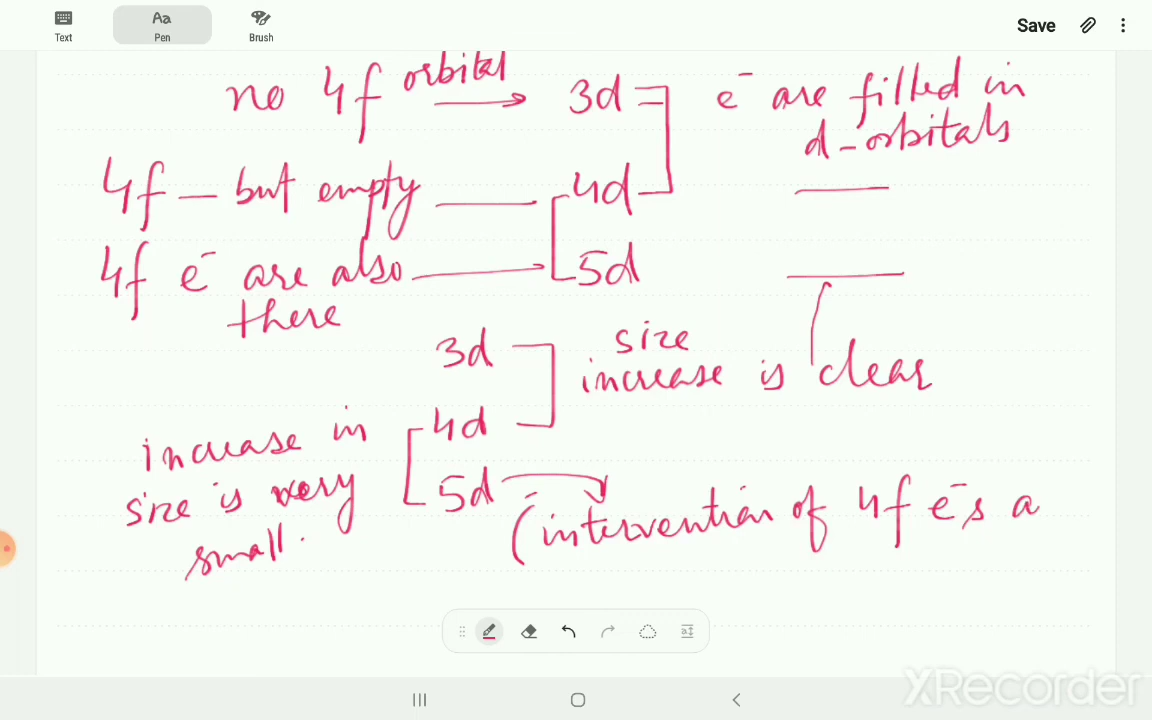 Text
Aa
Pen
Brush
Save
no 4f orbital → 3d e⁻ are filled in
d-orbitals
4f — but empty — 4d
4f e⁻ are also — 5d
there
3d
size
increase is clear
increase in 4d
size is very 5d
small.
(intervention of 4f e⁻s a
XRecorder